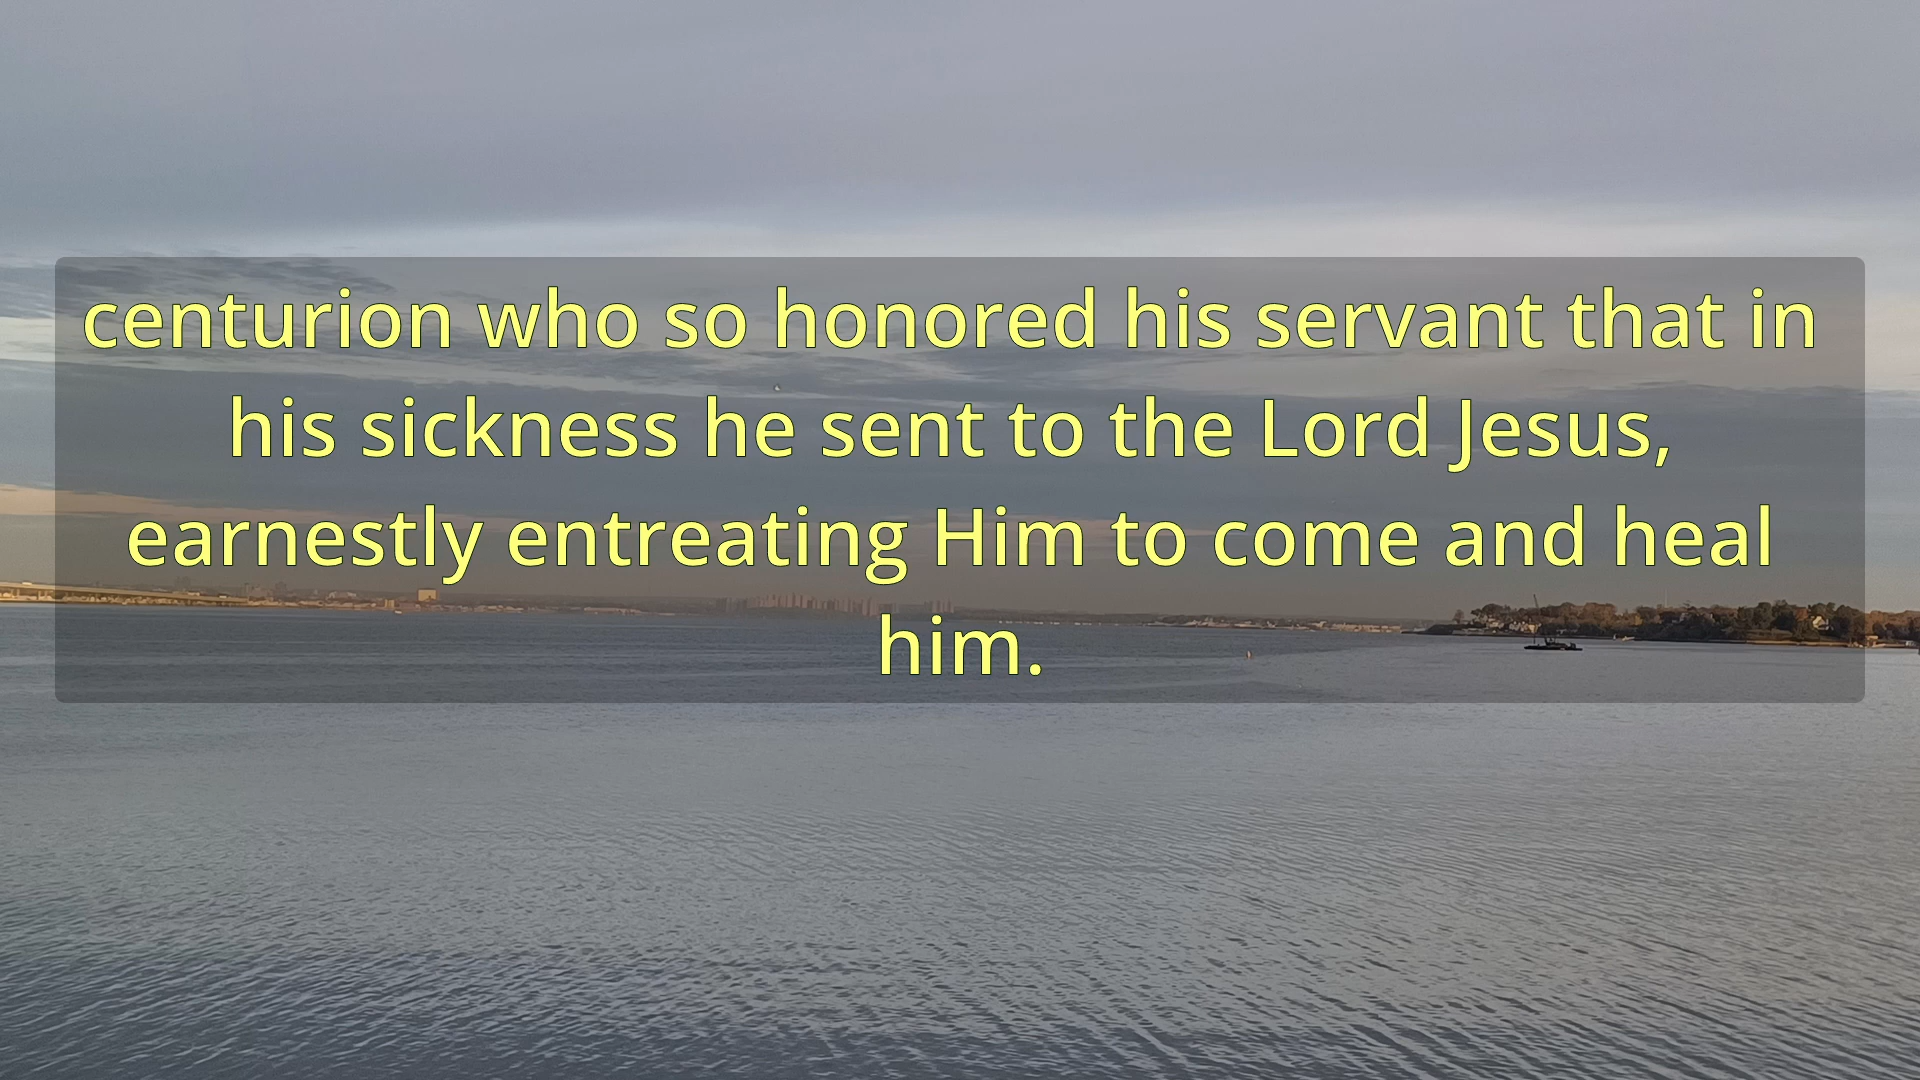 centurion who so honored his servant that in
his sickness he sent to the Lord Jesus,
earnestly entreating Him to come and heal
him.